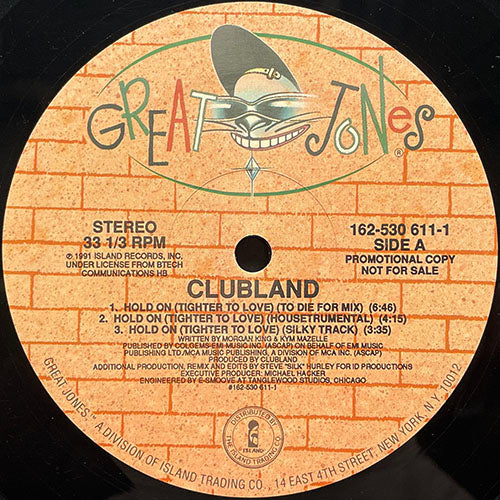 GREAT JONES ®
STEREO
33 1/3 RPM
℗ 1991 ISLAND RECORDS, INC.
UNDER LICENSE FROM BTECH
COMMUNICATIONS HB
162-530 611-1
SIDE A
PROMOTIONAL COPY
NOT FOR SALE
CLUBLAND
1. HOLD ON (TIGHTER TO LOVE) (TO DIE FOR MIX) (6:46)
2. HOLD ON (TIGHTER TO LOVE) (HOUSETRUMENTAL) (4:15)
3. HOLD ON (TIGHTER TO LOVE) (SILKY TRACK) (3:35)
WRITTEN BY MORGAN KING & KYM MAZELLE
PUBLISHED BY COLGEMS-EMI MUSIC INC. (ASCAP) ON BEHALF OF EMI MUSIC
PUBLISHING LTD./MCA MUSIC PUBLISHING, A DIVISION OF MCA INC. (ASCAP)
PRODUCED BY CLUBLAND
ADDITIONAL PRODUCTION, REMIX AND EDITS BY STEVE "SILK" HURLEY FOR ID PRODUCTIONS
EXECUTIVE PRODUCER: MICHAEL HACKER
ENGINEERED BY E-SMOOVE AT TANGLEWOOD STUDIOS, CHICAGO
#162-530 611-1
DISTRIBUTED BY
ISLAND
THE ISLAND TRADING CO.
GREAT JONES - A DIVISION OF ISLAND TRADING CO., 14 EAST 4TH STREET, NEW YORK, N.Y. 10012